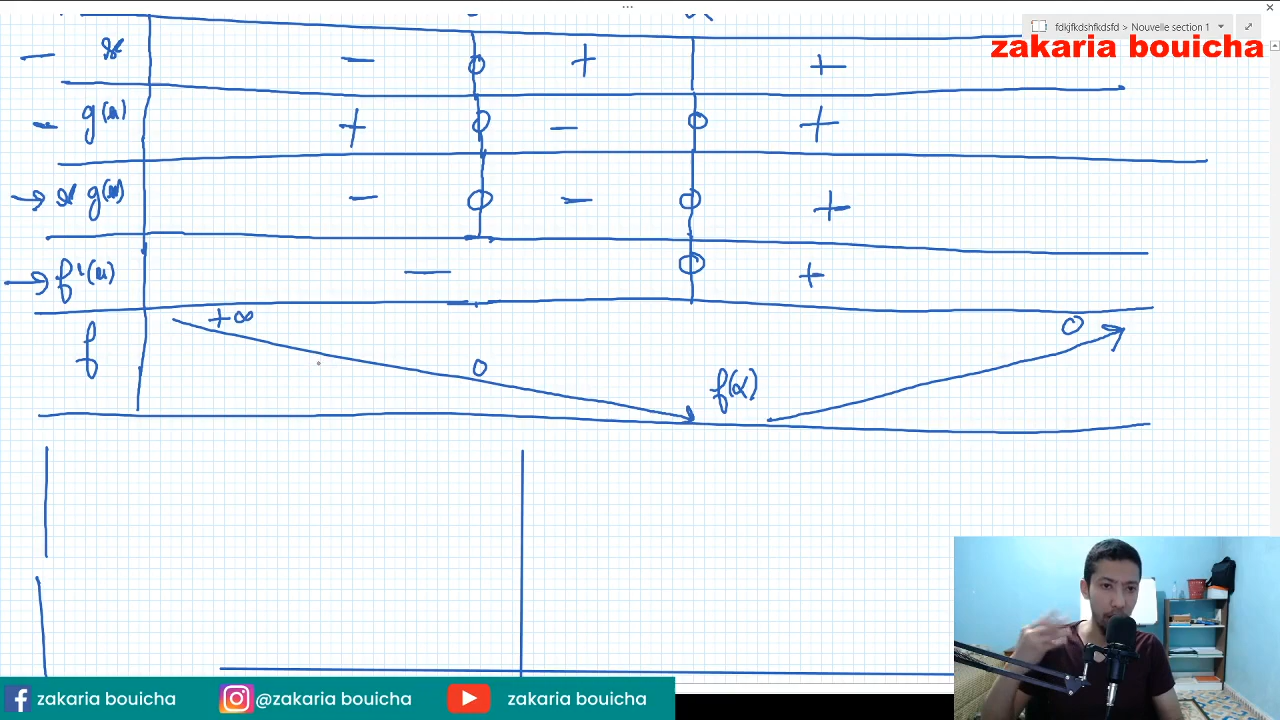 fdkjfkdshfkdsfd > Nouvelle section 1
zakaria bouicha
- x - 0 + +
- g(x) + 0 - 0 +
→ x g(x) - 0 - 0 +
→ f'(x) - 0 +
f +∞ 0 f(α) 0
zakaria bouicha @zakaria bouicha zakaria bouicha